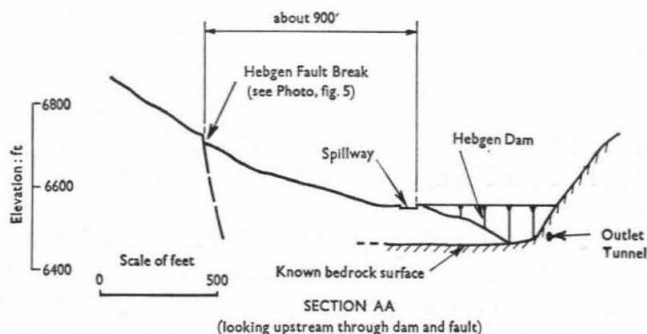 about 900'
Hebgen Fault Break
(see Photo, fig. 5)
6800
Hebgen Dam
Spillway
Elevation : ft
6600
Outlet
Tunnel
Scale of feet
6400
Known bedrock surface
0
500
SECTION AA
(looking upstream through dam and fault)